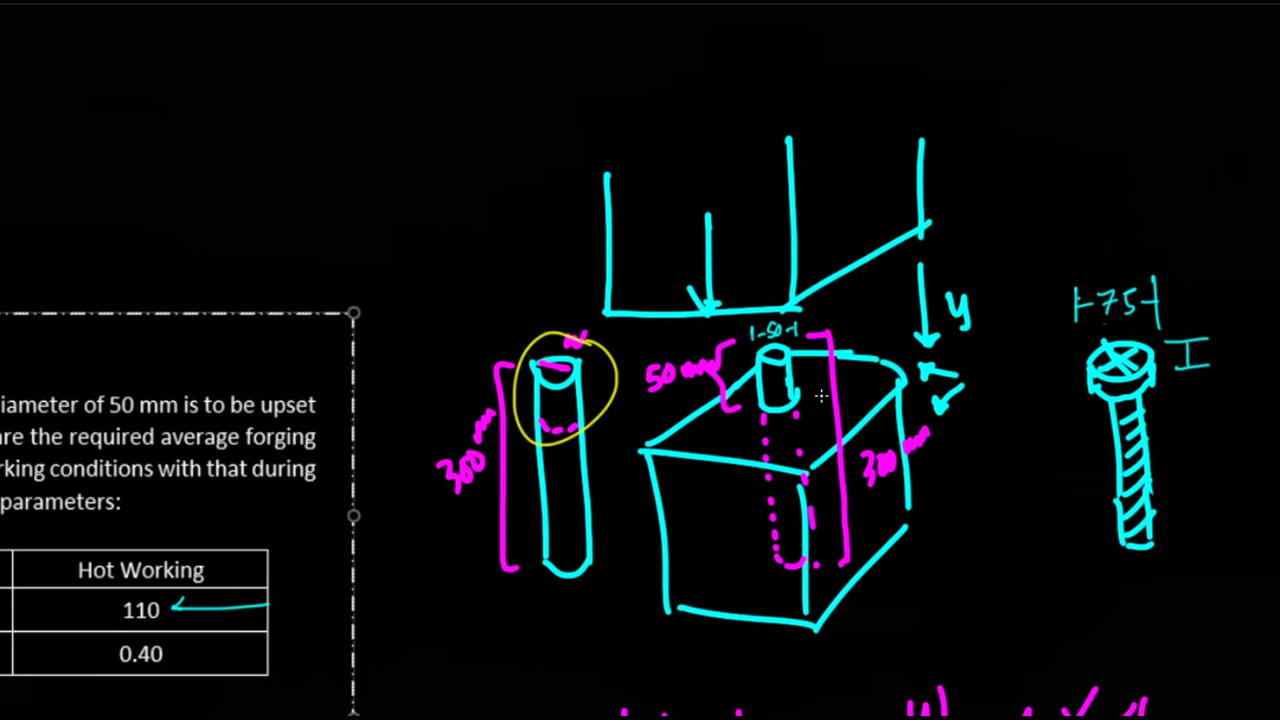 iameter of 50 mm is to be upset
re the required average forging
rking conditions with that during
parameters:
Hot Working
110
0.40
300 mm
50 mm
50
300 mm
y
75